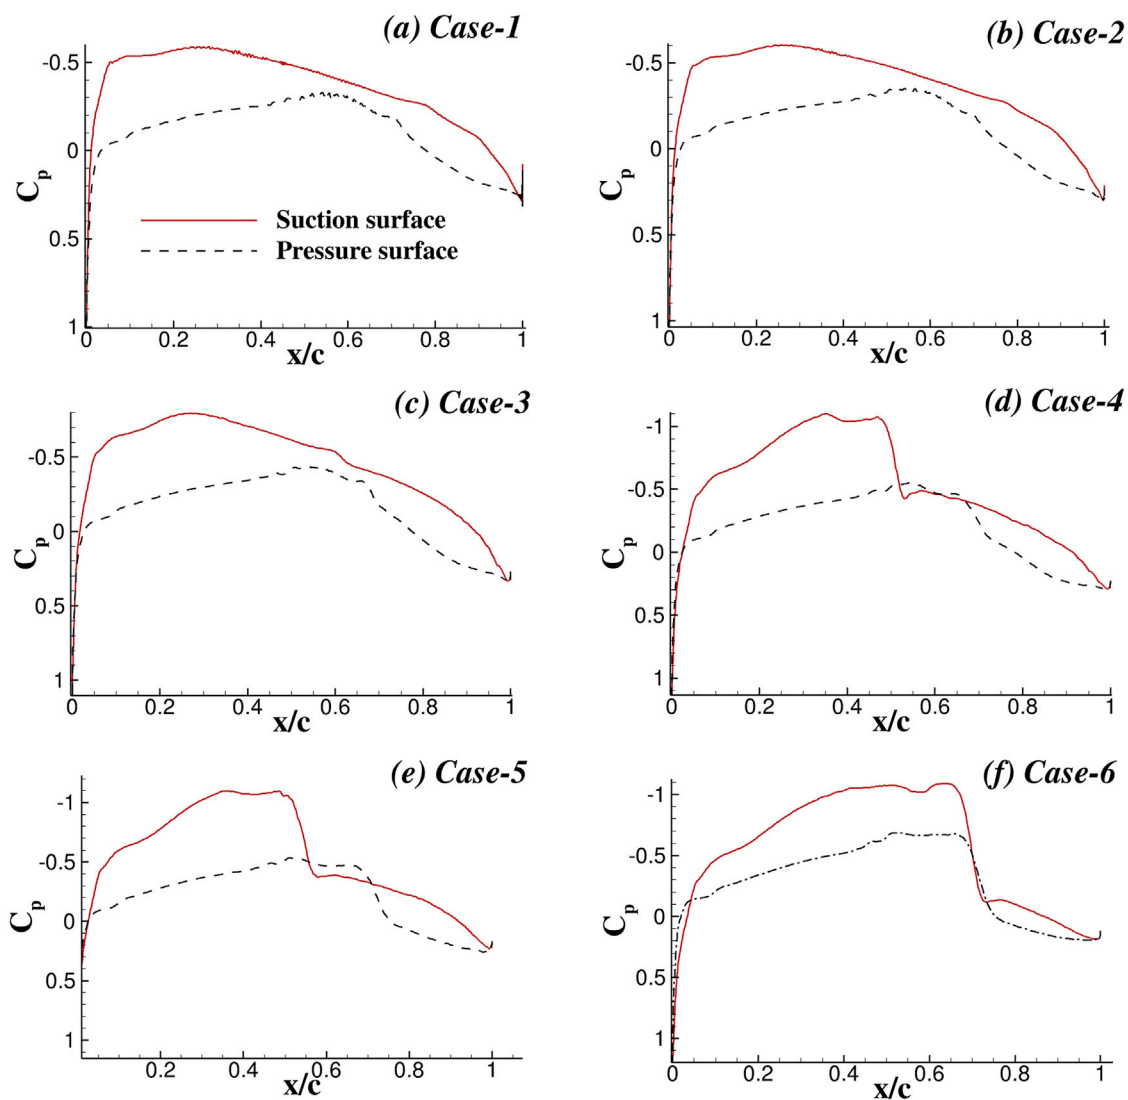 (a) Case-1
-0.5
0
0.5
1
Cp
Suction surface
Pressure surface
0 0.2 0.4 0.6 0.8 1
x/c
(b) Case-2
-0.5
0
0.5
1
Cp
0 0.2 0.4 0.6 0.8 1
x/c
(c) Case-3
-0.5
0
0.5
1
Cp
0 0.2 0.4 0.6 0.8 1
x/c
(d) Case-4
-1
-0.5
0
0.5
1
Cp
0 0.2 0.4 0.6 0.8 1
x/c
(e) Case-5
-1
-0.5
0
0.5
1
Cp
0.2 0.4 0.6 0.8 1
x/c
(f) Case-6
-1
-0.5
0
0.5
1
Cp
0 0.2 0.4 0.6 0.8 1
x/c